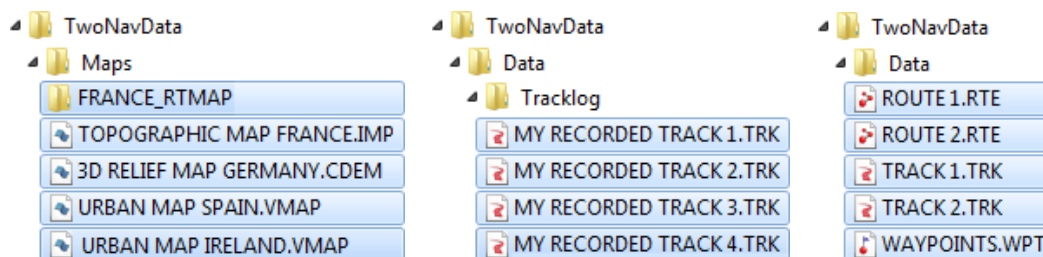 TwoNavData
Maps
FRANCE_RTMAP
TOPOGRAPHIC MAP FRANCE.IMP
3D RELIEF MAP GERMANY.CDEM
URBAN MAP SPAIN.VMAP
URBAN MAP IRELAND.VMAP
TwoNavData
Data
Tracklog
MY RECORDED TRACK 1.TRK
MY RECORDED TRACK 2.TRK
MY RECORDED TRACK 3.TRK
MY RECORDED TRACK 4.TRK
TwoNavData
Data
ROUTE 1.RTE
ROUTE 2.RTE
TRACK 1.TRK
TRACK 2.TRK
WAYPOINTS.WPT